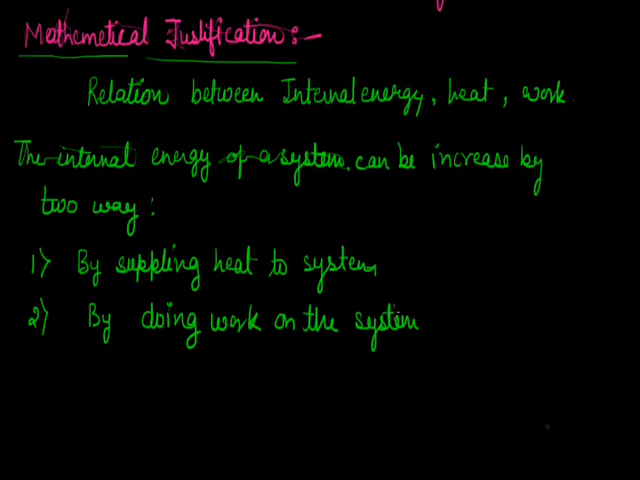 Mathemetical Justification:-
Relation between Internal energy, heat, work.
The internal energy of a system. can be increase by
two way:
1) By suppling heat to system
2) By doing work on the system